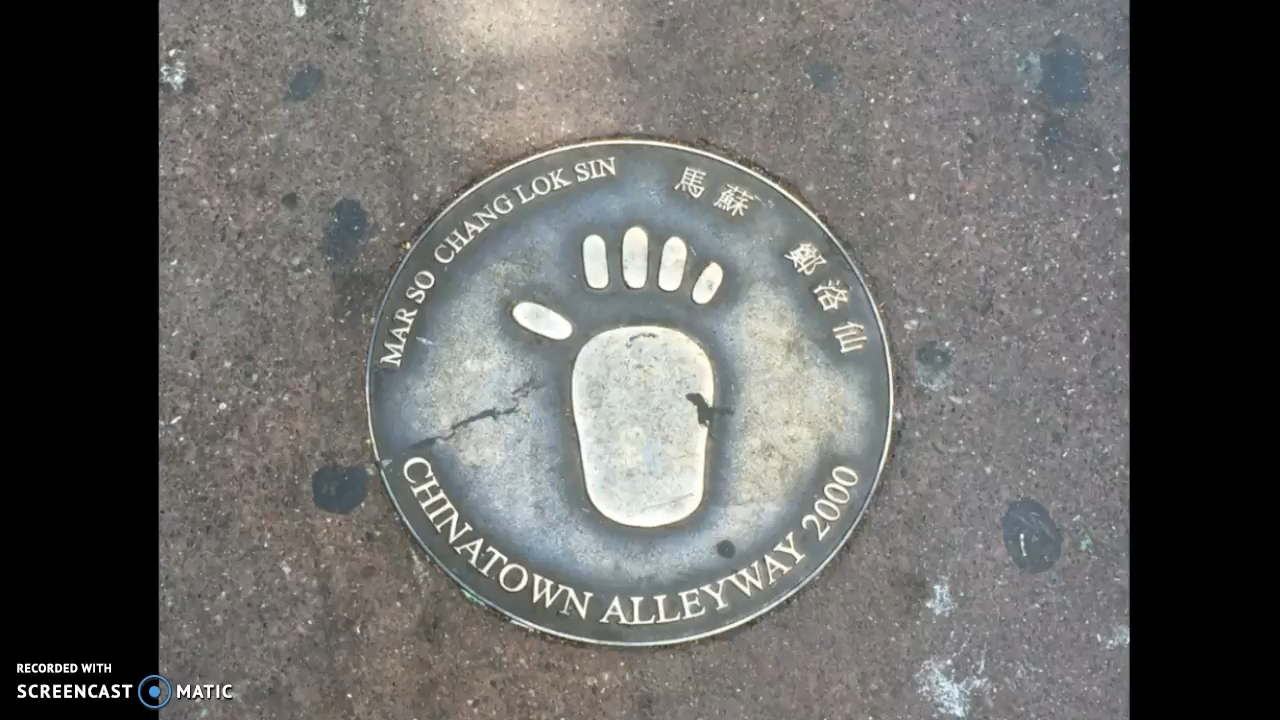 MAR SO CHANG LOK SIN
馬蘇 鄭洛仙
CHINATOWN ALLEYWAY 2000
RECORDED WITH
SCREENCAST MATIC